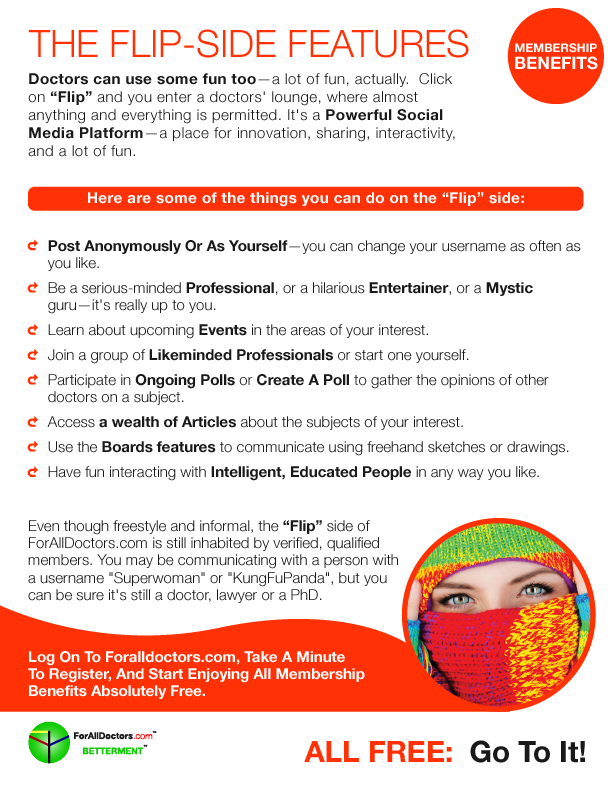 THE FLIP-SIDE FEATURES
MEMBERSHIP
BENEFITS
Doctors can use some fun too—a lot of fun, actually.  Click
on “Flip” and you enter a doctors' lounge, where almost
anything and everything is permitted. It's a Powerful Social
Media Platform—a place for innovation, sharing, interactivity,
and a lot of fun.
Here are some of the things you can do on the “Flip” side:
Post Anonymously Or As Yourself—you can change your username as often as
you like.
Be a serious-minded Professional, or a hilarious Entertainer, or a Mystic
guru—it's really up to you.
Learn about upcoming Events in the areas of your interest.
Join a group of Likeminded Professionals or start one yourself.
Participate in Ongoing Polls or Create A Poll to gather the opinions of other
doctors on a subject.
Access a wealth of Articles about the subjects of your interest.
Use the Boards features to communicate using freehand sketches or drawings.
Have fun interacting with Intelligent, Educated People in any way you like.
Even though freestyle and informal, the “Flip” side of
ForAllDoctors.com is still inhabited by verified, qualified
members. You may be communicating with a person with
a username "Superwoman" or "KungFuPanda", but you
can be sure it's still a doctor, lawyer or a PhD.
Log On To Foralldoctors.com, Take A Minute
To Register, And Start Enjoying All Membership
Benefits Absolutely Free.
ForAllDoctors.com™
BETTERMENT™
ALL FREE:  Go To It!